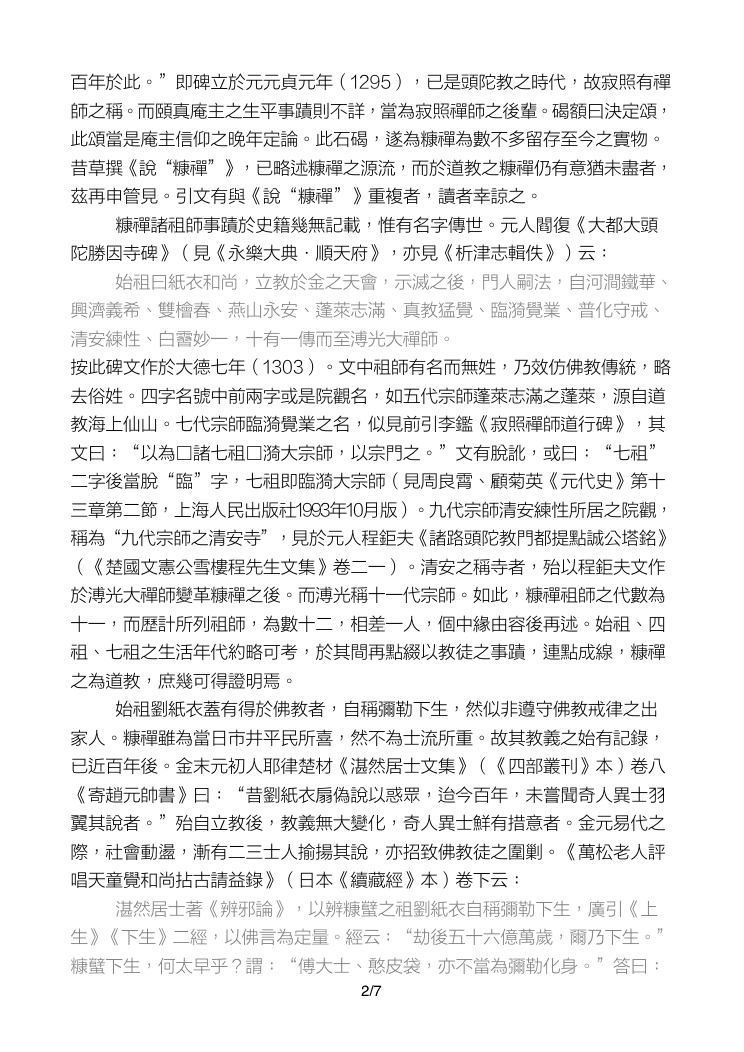 百年於此。”即碑立於元元貞元年（1295），已是頭陀教之時代，故寂照有禪
師之稱。而頤真庵主之生平事蹟則不詳，當為寂照禪師之後輩。碣額曰決定頌，
此頌當是庵主信仰之晚年定論。此石碣，遂為糠禪為數不多留存至今之實物。
昔草撰《說“糠禪”》，已略述糠禪之源流，而於道教之糠禪仍有意猶未盡者，
茲再申管見。引文有與《說“糠禪”》重複者，讀者幸諒之。
糠禪諸祖師事蹟於史籍幾無記載，惟有名字傳世。元人閻復《大都大頭
陀勝因寺碑》（見《永樂大典．順天府》，亦見《析津志輯佚》）云：
始祖曰紙衣和尚，立教於金之天會，示滅之後，門人嗣法，自河澗鐵華、
興濟義希、雙檜春、燕山永安、蓬萊志滿、真教猛覺、臨漪覺業、普化守戒、
清安練性、白霫妙一，十有一傳而至溥光大禪師。
按此碑文作於大德七年（1303）。文中祖師有名而無姓，乃效仿佛教傳統，略
去俗姓。四字名號中前兩字或是院觀名，如五代宗師蓬萊志滿之蓬萊，源自道
教海上仙山。七代宗師臨漪覺業之名，似見前引李鑑《寂照禪師道行碑》，其
文曰：“以為□諸七祖□漪大宗師，以宗門之。”文有脫訛，或曰：“七祖”
二字後當脫“臨”字，七祖即臨漪大宗師（見周良霄、顧菊英《元代史》第十
三章第二節，上海人民出版社1993年10月版）。九代宗師清安練性所居之院觀，
稱為“九代宗師之清安寺”，見於元人程鉅夫《諸路頭陀教門都提點誠公塔銘》
（《楚國文憲公雪樓程先生文集》卷二一）。清安之稱寺者，殆以程鉅夫文作
於溥光大禪師變革糠禪之後。而溥光稱十一代宗師。如此，糠禪祖師之代數為
十一，而歷計所列祖師，為數十二，相差一人，個中緣由容後再述。始祖、四
祖、七祖之生活年代約略可考，於其間再點綴以教徒之事蹟，連點成線，糠禪
之為道教，庶幾可得證明焉。
始祖劉紙衣蓋有得於佛教者，自稱彌勒下生，然似非遵守佛教戒律之出
家人。糠禪雖為當日市井平民所喜，然不為士流所重。故其教義之始有記錄，
已近百年後。金末元初人耶律楚材《湛然居士文集》（《四部叢刊》本）卷八
《寄趙元帥書》曰：“昔劉紙衣扇偽說以惑眾，迨今百年，未嘗聞奇人異士羽
翼其說者。”殆自立教後，教義無大變化，奇人異士鮮有措意者。金元易代之
際，社會動盪，漸有二三士人揄揚其說，亦招致佛教徒之圍剿。《萬松老人評
唱天童覺和尚拈古請益錄》（日本《續藏經》本）卷下云：
湛然居士著《辨邪論》，以辨糠㽃之祖劉紙衣自稱彌勒下生，廣引《上
生》《下生》二經，以佛言為定量。經云：“劫後五十六億萬歲，爾乃下生。”
糠㽃下生，何太早乎？謂：“傅大士、憨皮袋，亦不當為彌勒化身。”答曰：
2/7